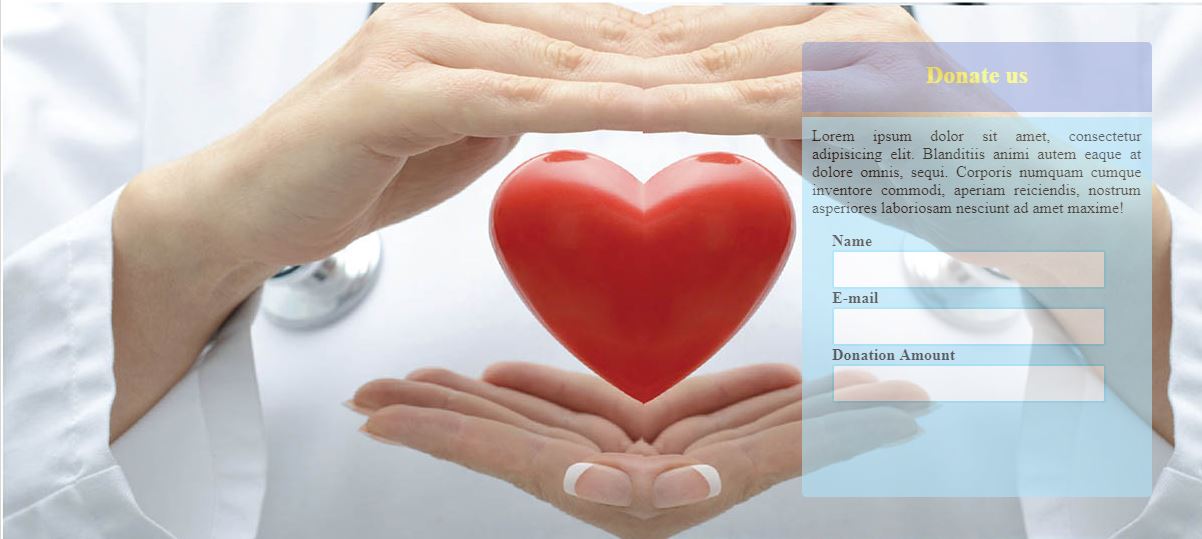 Donate us
Lorem ipsum dolor sit amet, consectetur
adipisicing elit. Blanditiis animi autem eaque at
dolore omnis, sequi. Corporis numquam cumque
inventore commodi, aperiam reiciendis, nostrum
asperiores laboriosam nesciunt ad amet maxime!
Name
E-mail
Donation Amount